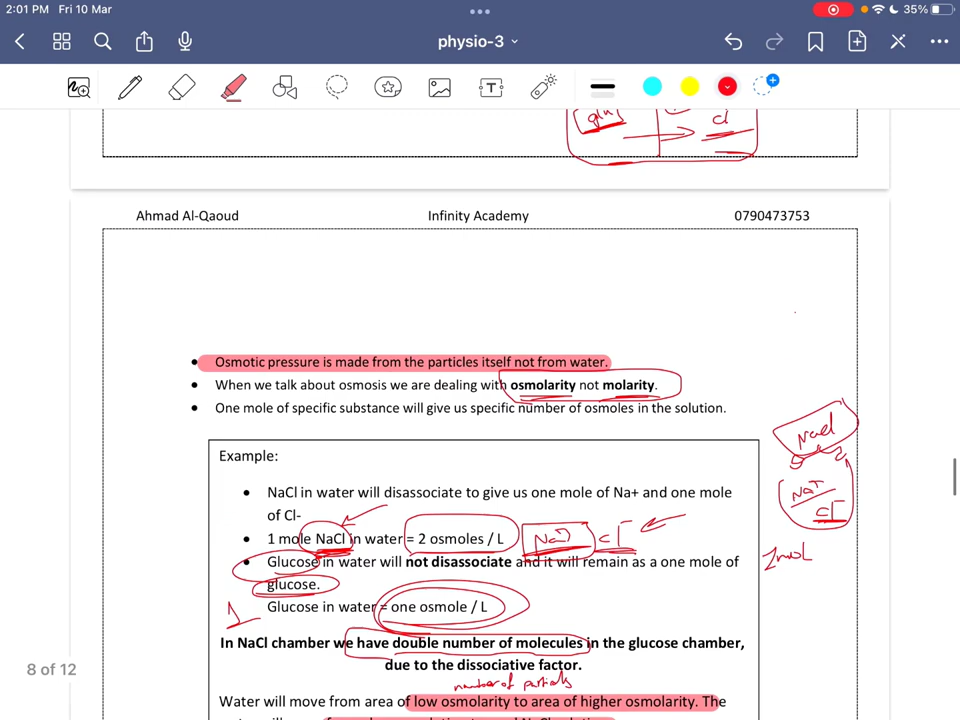 2:01 PM Fri 10 Mar
35%
physio-3
T
glu
cl
Ahmad Al-Qaoud Infinity Academy 0790473753
• Osmotic pressure is made from the particles itself not from water.
• When we talk about osmosis we are dealing with osmolarity not molarity.
• One mole of specific substance will give us specific number of osmoles in the solution.
Nacl
Na+
cl-
Example:
• NaCl in water will disassociate to give us one mole of Na+ and one mole
of Cl-
• 1 mole NaCl in water = 2 osmoles / L
Na+ cl-
2mol
• Glucose in water will not disassociate and it will remain as a one mole of
glucose.
1
Glucose in water = one osmole / L
In NaCl chamber we have double number of molecules in the glucose chamber,
due to the dissociative factor.
number of particls
8 of 12
Water will move from area of low osmolarity to area of higher osmolarity. The